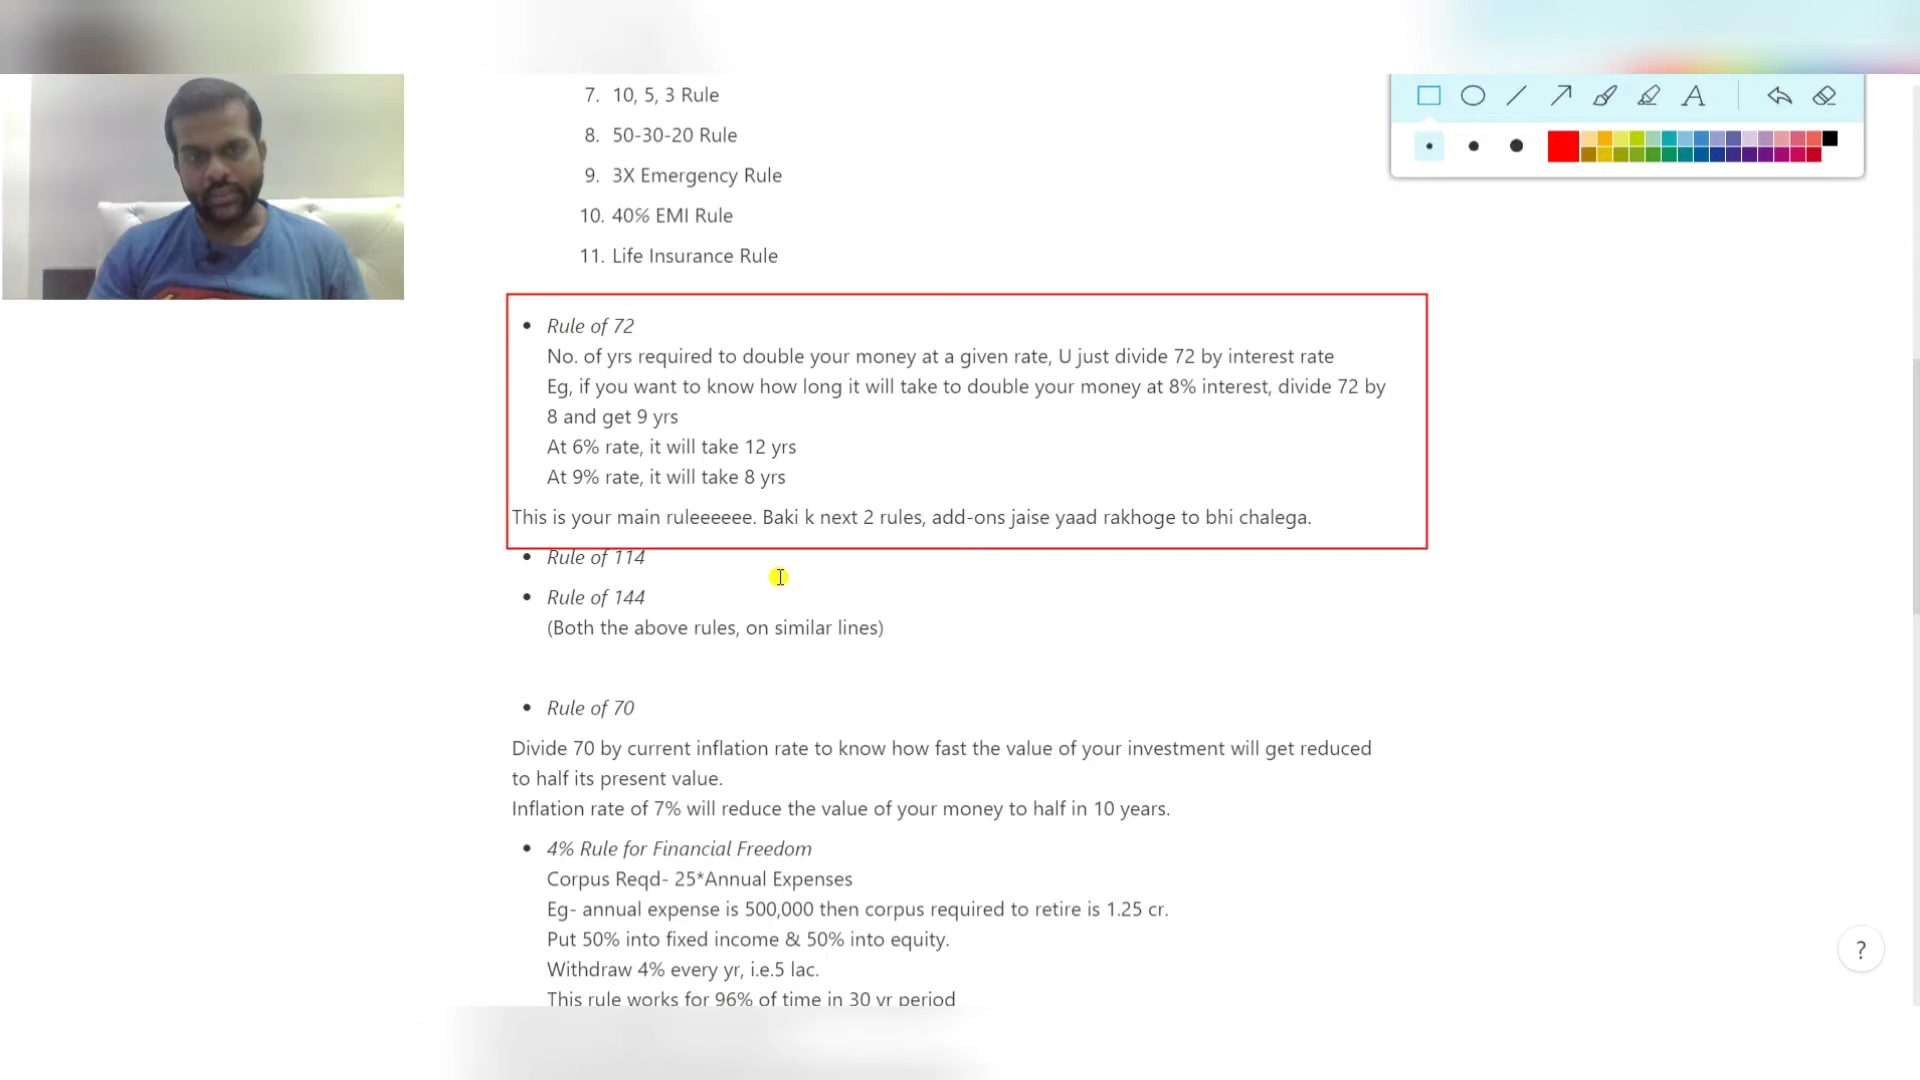 7. 10, 5, 3 Rule
8. 50-30-20 Rule
9. 3X Emergency Rule
10. 40% EMI Rule
11. Life Insurance Rule
• Rule of 72
No. of yrs required to double your money at a given rate, U just divide 72 by interest rate
Eg, if you want to know how long it will take to double your money at 8% interest, divide 72 by
8 and get 9 yrs
At 6% rate, it will take 12 yrs
At 9% rate, it will take 8 yrs
This is your main ruleeeeee. Baki k next 2 rules, add-ons jaise yaad rakhoge to bhi chalega.
• Rule of 114
• Rule of 144
(Both the above rules, on similar lines)
• Rule of 70
Divide 70 by current inflation rate to know how fast the value of your investment will get reduced
to half its present value.
Inflation rate of 7% will reduce the value of your money to half in 10 years.
• 4% Rule for Financial Freedom
Corpus Reqd- 25*Annual Expenses
Eg- annual expense is 500,000 then corpus required to retire is 1.25 cr.
Put 50% into fixed income & 50% into equity.
Withdraw 4% every yr, i.e.5 lac.
This rule works for 96% of time in 30 yr period
A
?